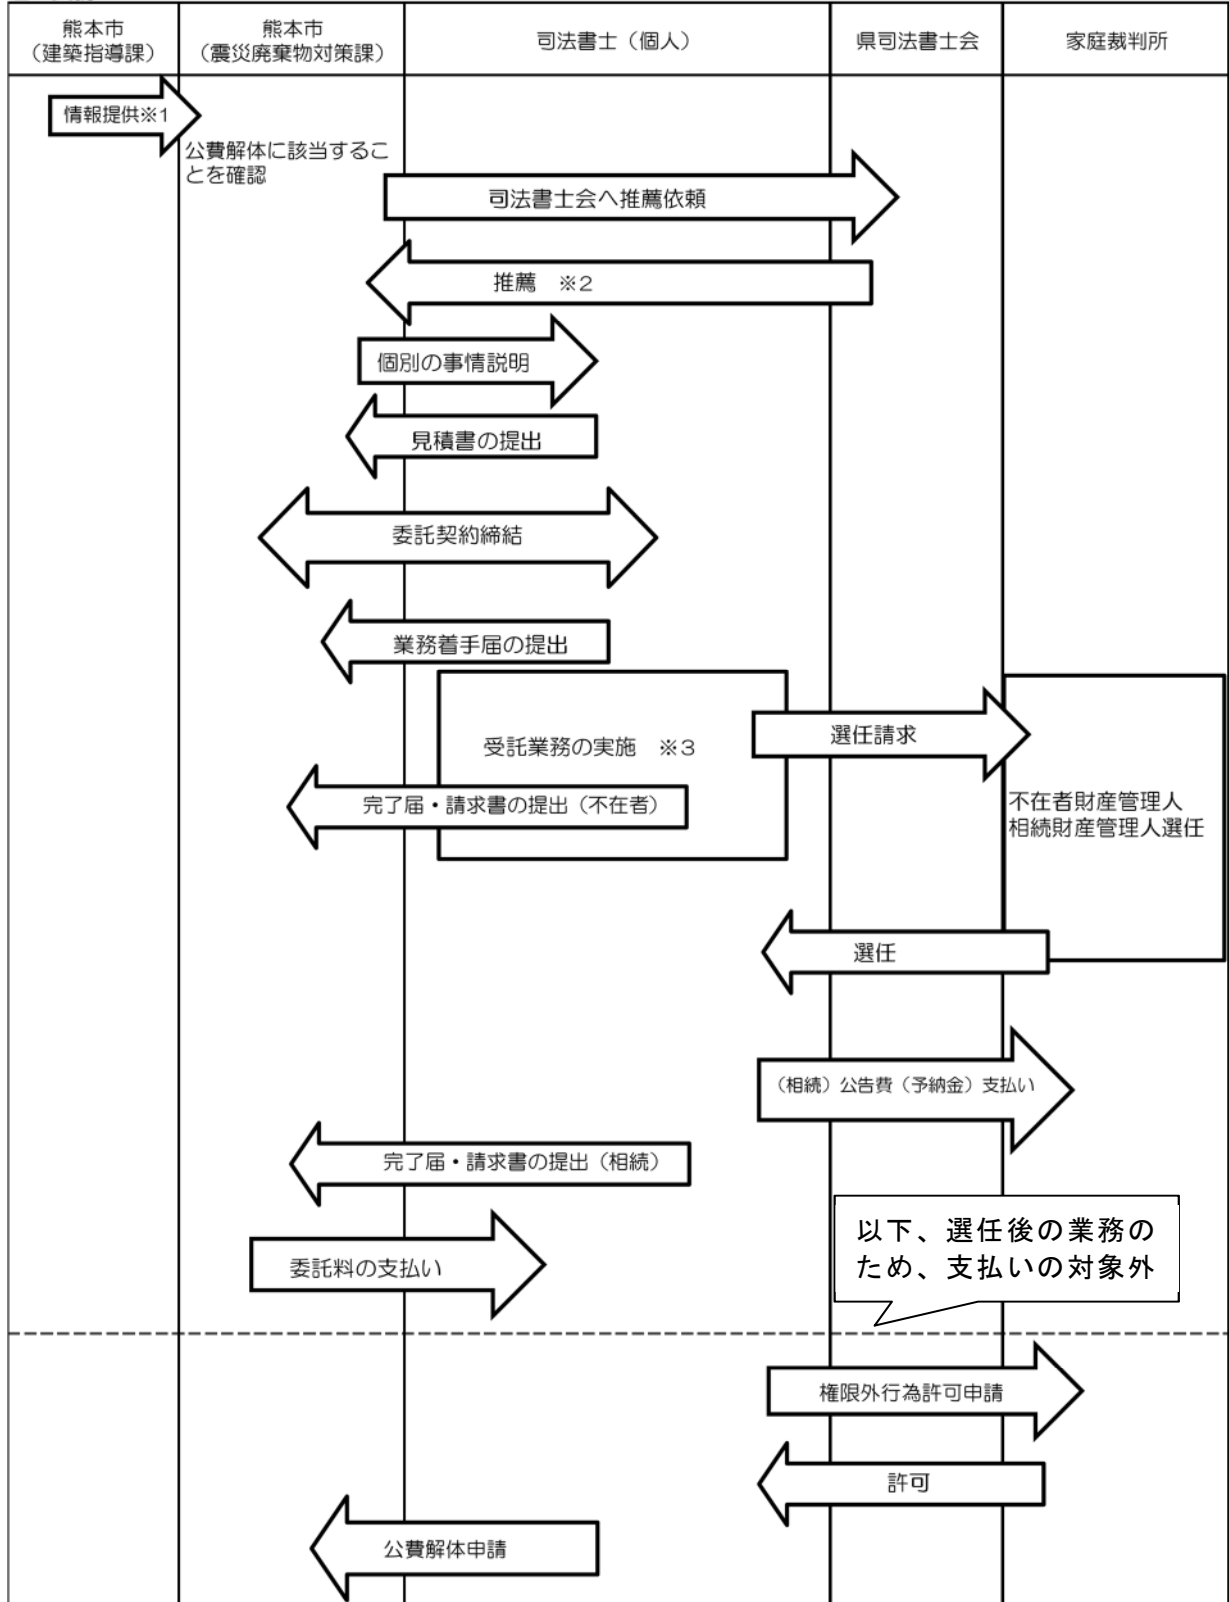 熊本市
（建築指導課）
熊本市
（震災廃棄物対策課）
司法書士（個人）
県司法書士会
家庭裁判所
情報提供※1
公費解体に該当するこ
とを確認
司法書士会へ推薦依頼
推薦　※2
個別の事情説明
見積書の提出
委託契約締結
業務着手届の提出
受託業務の実施　※3
選任請求
完了届・請求書の提出（不在者）
不在者財産管理人
相続財産管理人選任
選任
（相続）公告費（予納金）支払い
完了届・請求書の提出（相続）
委託料の支払い
以下、選任後の業務の
ため、支払いの対象外
権限外行為許可申請
許可
公費解体申請